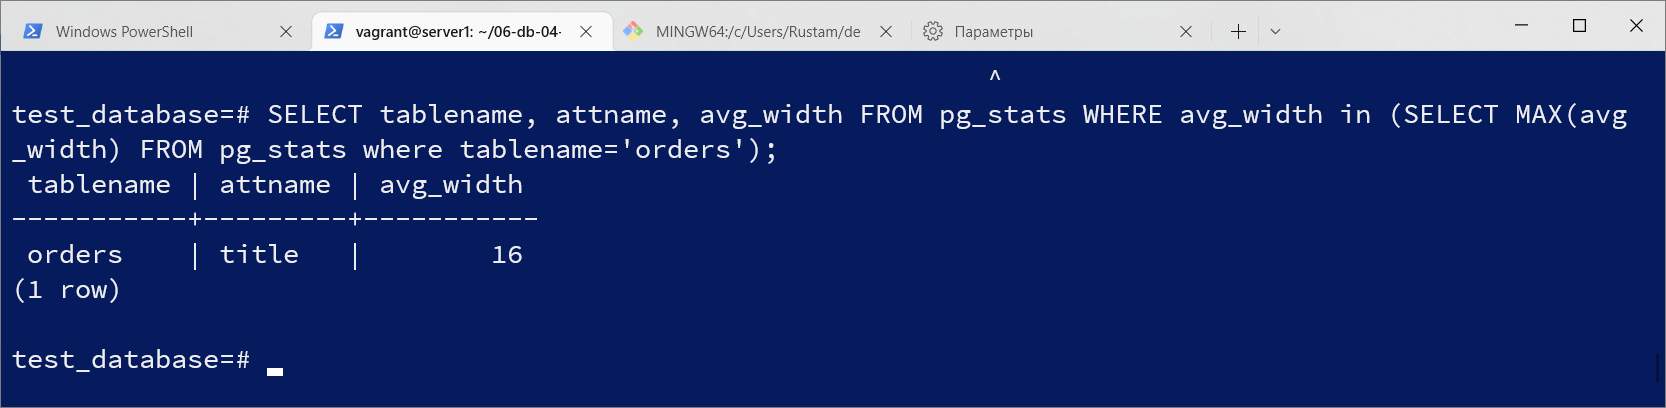 Windows PowerShell
vagrant@server1: ~/06-db-04-
MINGW64:/c/Users/Rustam/de
Параметры
^
test_database=# SELECT tablename, attname, avg_width FROM pg_stats WHERE avg_width in (SELECT MAX(avg
_width) FROM pg_stats where tablename='orders');
tablename | attname | avg_width
-----------+---------+-----------
orders    | title   |        16
(1 row)
test_database=#